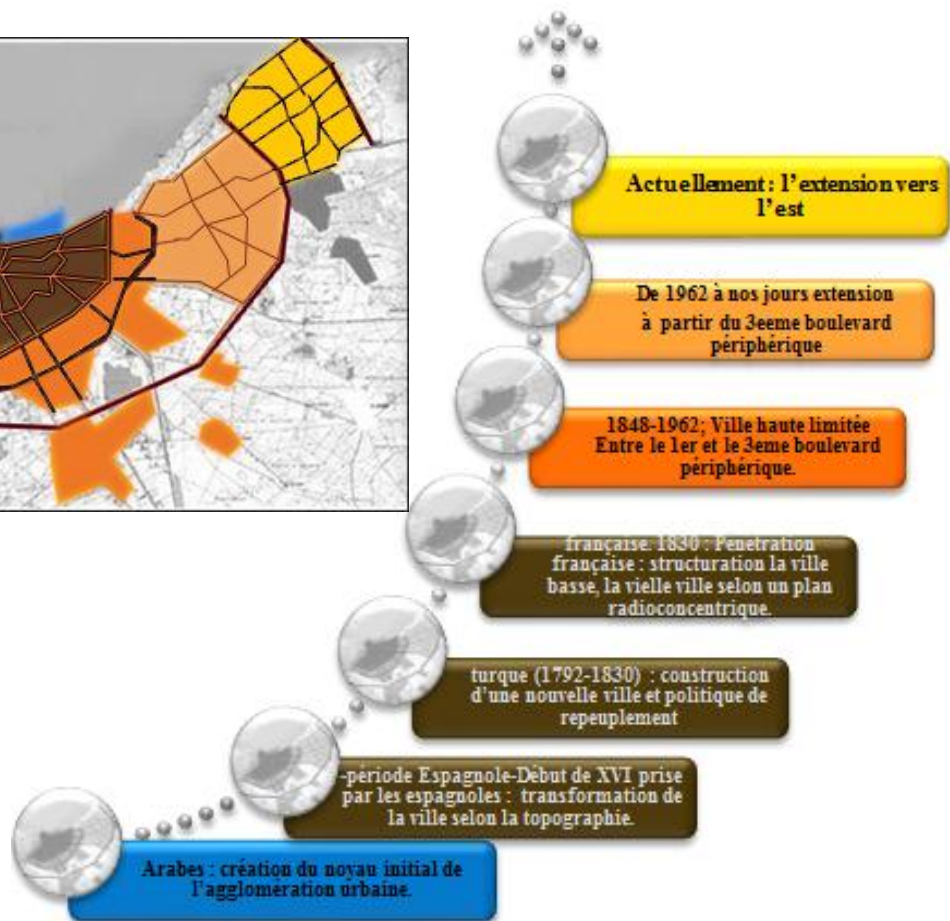 Actuellement : l'extension vers
l'est
De 1962 à nos jours extension
à partir du 3eeme boulevard
périphérique
1848-1962; Ville haute limitée
Entre le 1er et le 3eme boulevard
périphérique.
française. 1830 : Penetration
française : structuration la ville
basse, la vielle ville selon un plan
radioconcentrique.
turque (1792-1830) : construction
d'une nouvelle ville et politique de
repeuplement
-période Espagnole-Début de XVI prise
par les espagnoles : transformation de
la ville selon la topographie.
Arabes : création du noyau initial de
l'agglomération urbaine.